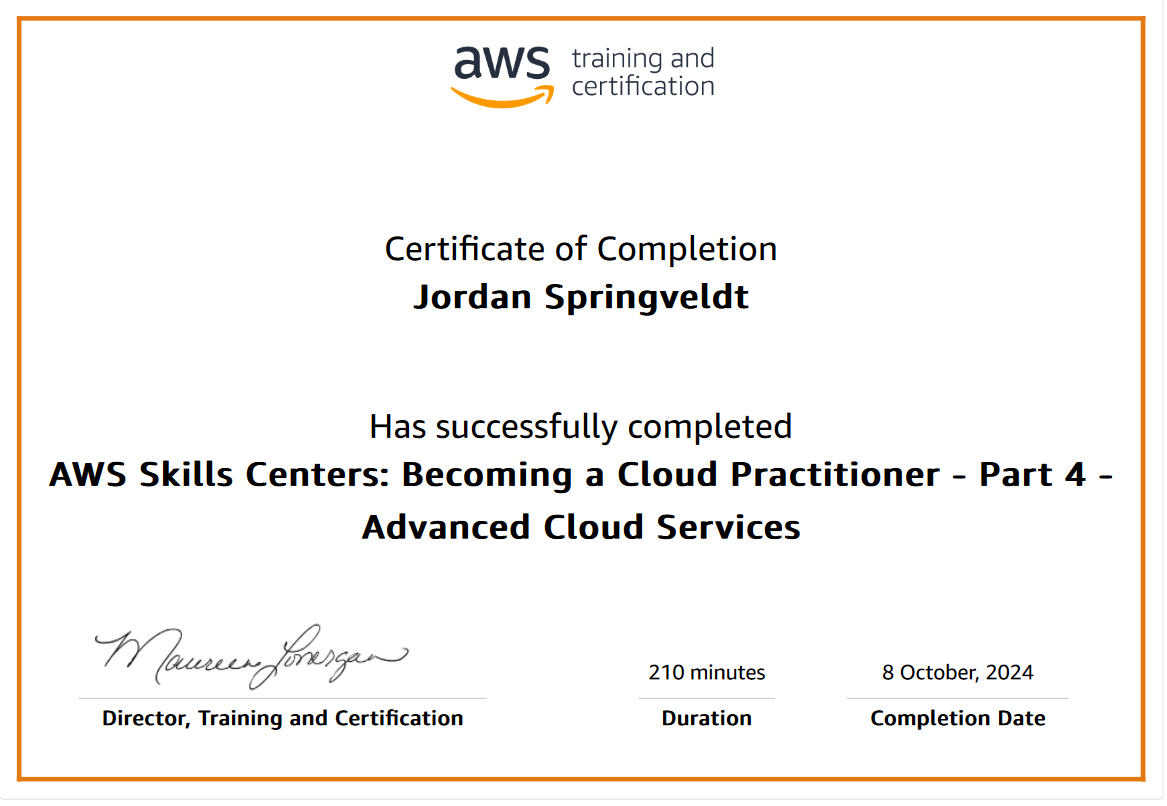 aws training and
certification
Certificate of Completion
Jordan Springveldt
Has successfully completed
AWS Skills Centers: Becoming a Cloud Practitioner - Part 4 -
Advanced Cloud Services
Maureen Lonergan
210 minutes
8 October, 2024
Director, Training and Certification
Duration
Completion Date